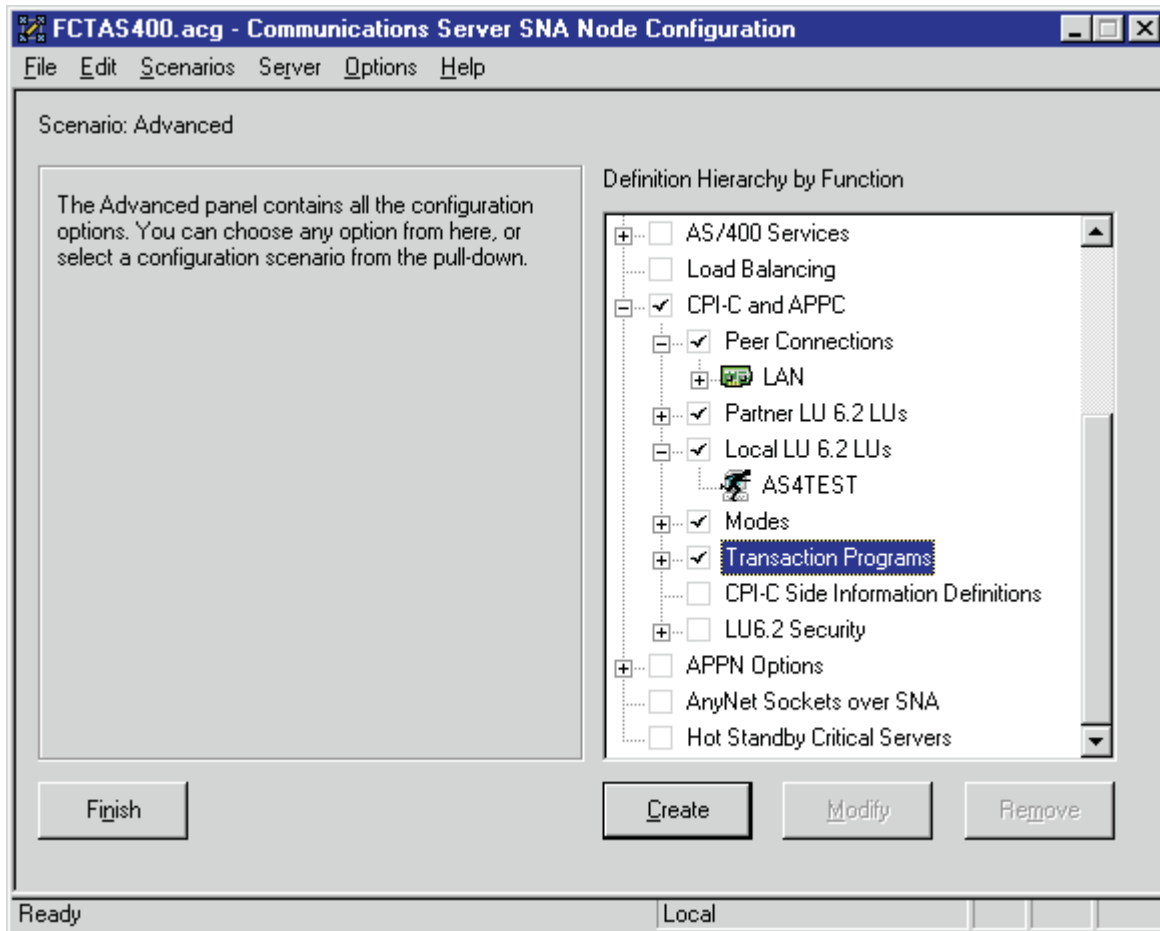 FCTAS400.acg - Communications Server SNA Node Configuration
File Edit Scenarios Server Options Help
Scenario: Advanced
The Advanced panel contains all the configuration
options. You can choose any option from here, or
select a configuration scenario from the pull-down.
Definition Hierarchy by Function
AS/400 Services
Load Balancing
CPI-C and APPC
Peer Connections
LAN
Partner LU 6.2 LUs
Local LU 6.2 LUs
AS4TEST
Modes
Transaction Programs
CPI-C Side Information Definitions
LU6.2 Security
APPN Options
AnyNet Sockets over SNA
Hot Standby Critical Servers
Finish
Create
Modify
Remove
Ready
Local